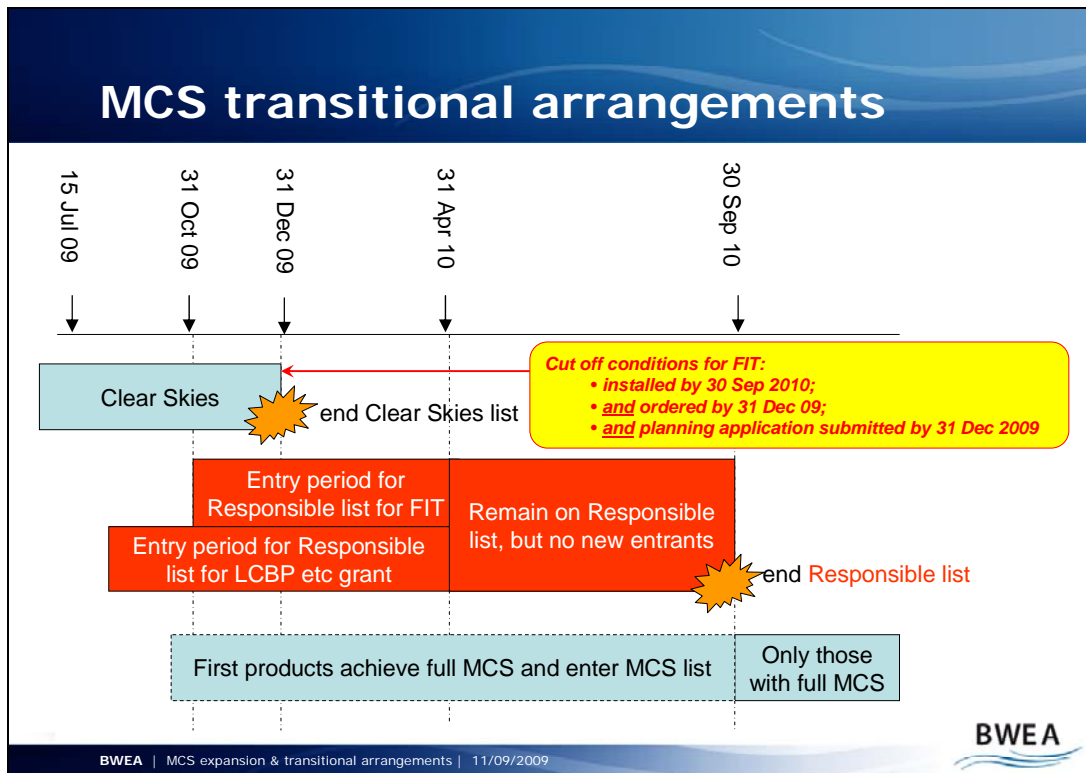 MCS transitional arrangements
15 Jul 09
31 Oct 09
31 Dec 09
31 Apr 10
30 Sep 10
Cut off conditions for FIT:
• installed by 30 Sep 2010;
• and ordered by 31 Dec 09;
• and planning application submitted by 31 Dec 2009
Clear Skies
end Clear Skies list
Entry period for
Responsible list for FIT
Remain on Responsible
list, but no new entrants
Entry period for Responsible
list for LCBP etc grant
end Responsible list
First products achieve full MCS and enter MCS list
Only those
with full MCS
BWEA
BWEA | MCS expansion & transitional arrangements | 11/09/2009